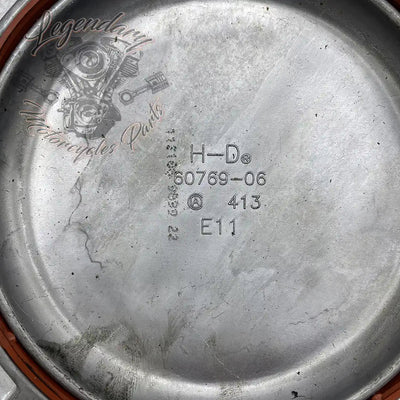 Legendary
Motorcycles Parts
H-D®
60769-06
Ⓐ 413
E11